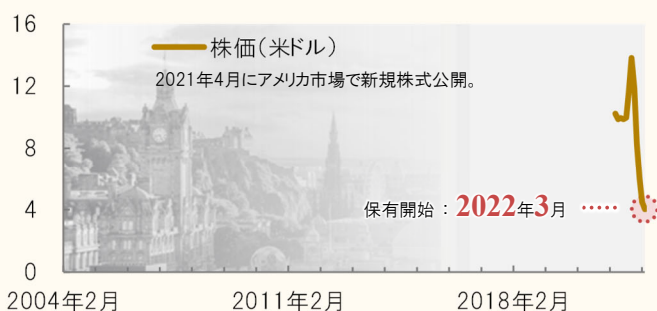 16
株価(米ドル)
2021年4月にアメリカ市場で新規株式公開。
12
8
保有開始 : 2022年3月
4
0
2004年2月 2011年2月 2018年2月